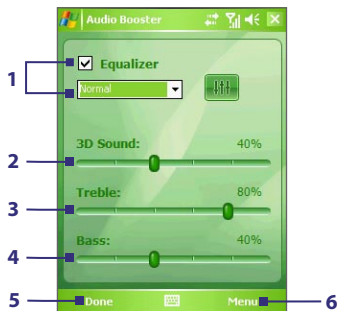 Audio Booster
1
Equalizer
Normal
3D Sound: 40%
2
Treble: 80%
3
Bass: 40%
4
5
Done
Menu
6